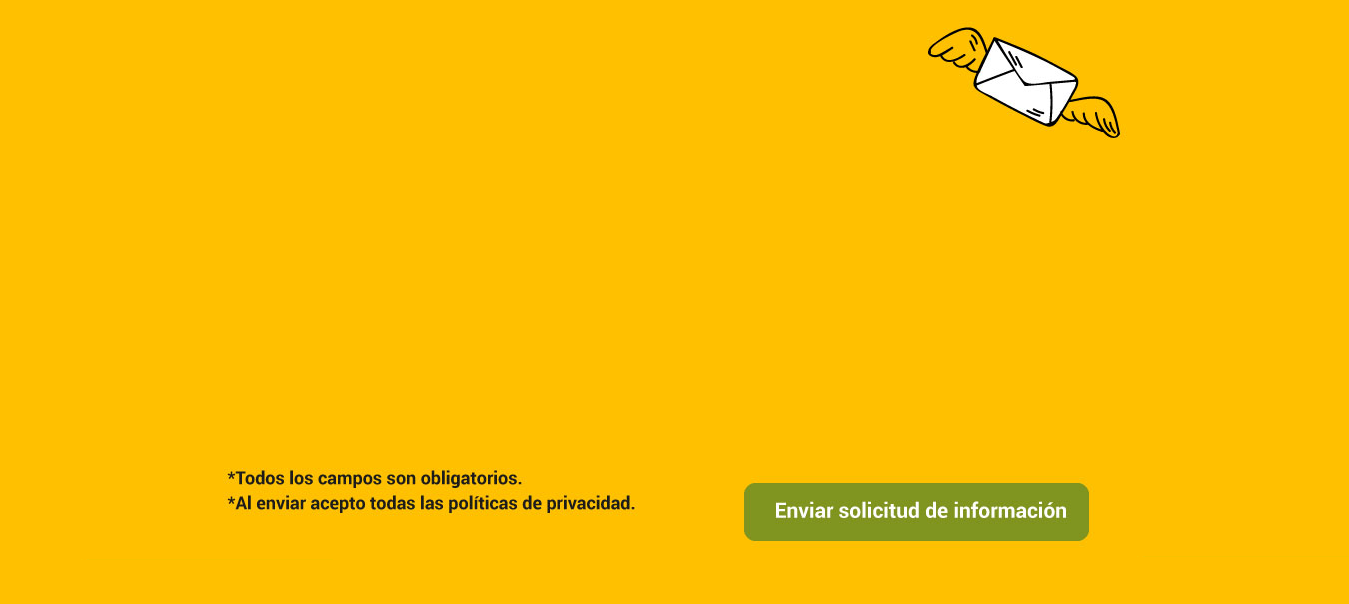 *Todos los campos son obligatorios.
*Al enviar acepto todas las políticas de privacidad.
Enviar solicitud de información